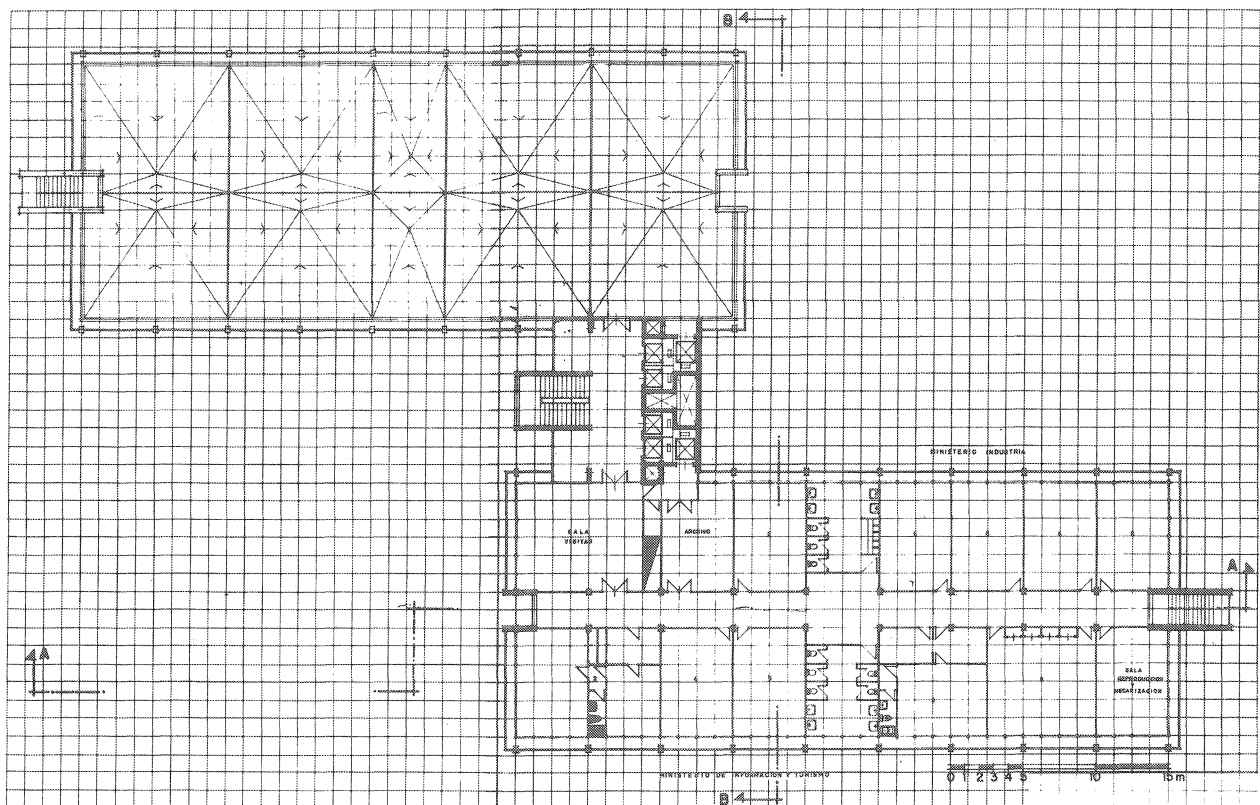 B
MINISTERIO INDUSTRIA
SALA
VISITAS
ARCHIVO
A
A
SALA
REPRODUCCION
Y
MECANIZACION
MINISTERIO DE INFORMACION Y TURISMO
B
0 1 2 3 4 5 10 15 m